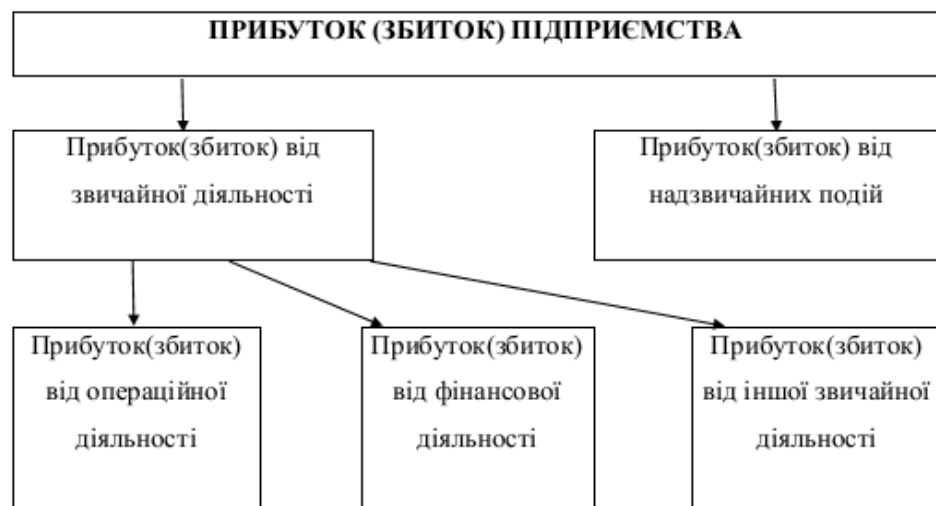 ПРИБУТОК (ЗБИТОК) ПІДПРИЄМСТВА
Прибуток(збиток) від
звичайної діяльності
Прибуток(збиток) від
надзвичайних подій
Прибуток(збиток)
від операційної
діяльності
Прибуток(збиток)
від фінансової
діяльності
Прибуток(збиток)
від іншої звичайної
діяльності